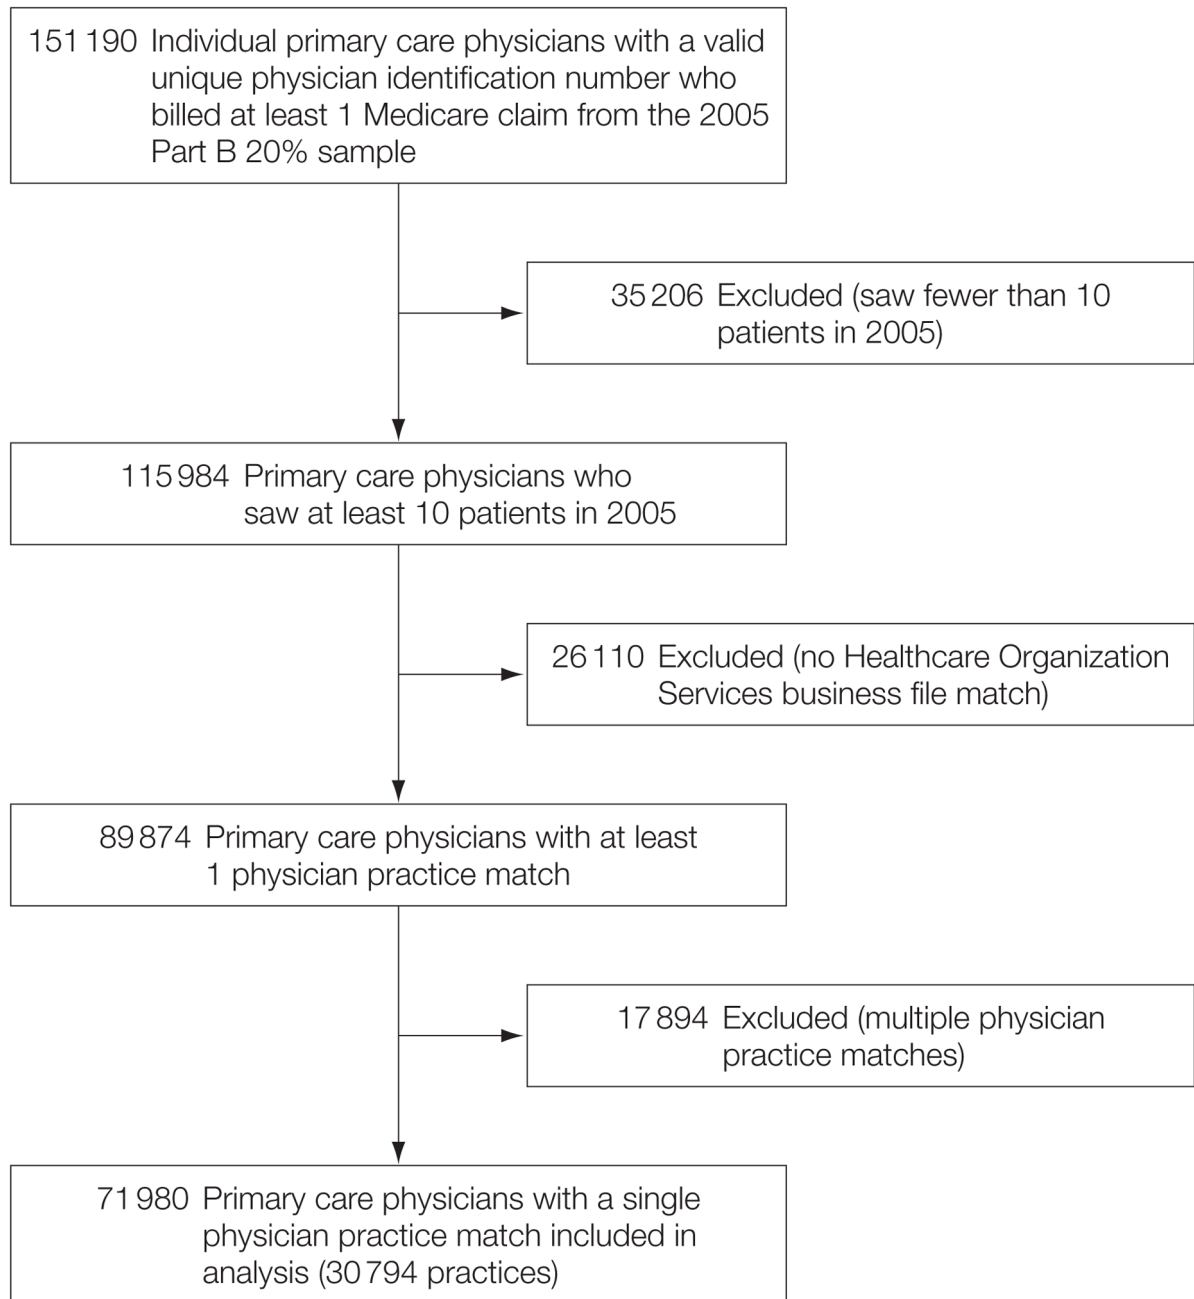 151 190 Individual primary care physicians with a valid
unique physician identification number who
billed at least 1 Medicare claim from the 2005
Part B 20% sample
35 206 Excluded (saw fewer than 10
patients in 2005)
115 984 Primary care physicians who
saw at least 10 patients in 2005
26 110 Excluded (no Healthcare Organization
Services business file match)
89 874 Primary care physicians with at least
1 physician practice match
17 894 Excluded (multiple physician
practice matches)
71 980 Primary care physicians with a single
physician practice match included in
analysis (30 794 practices)